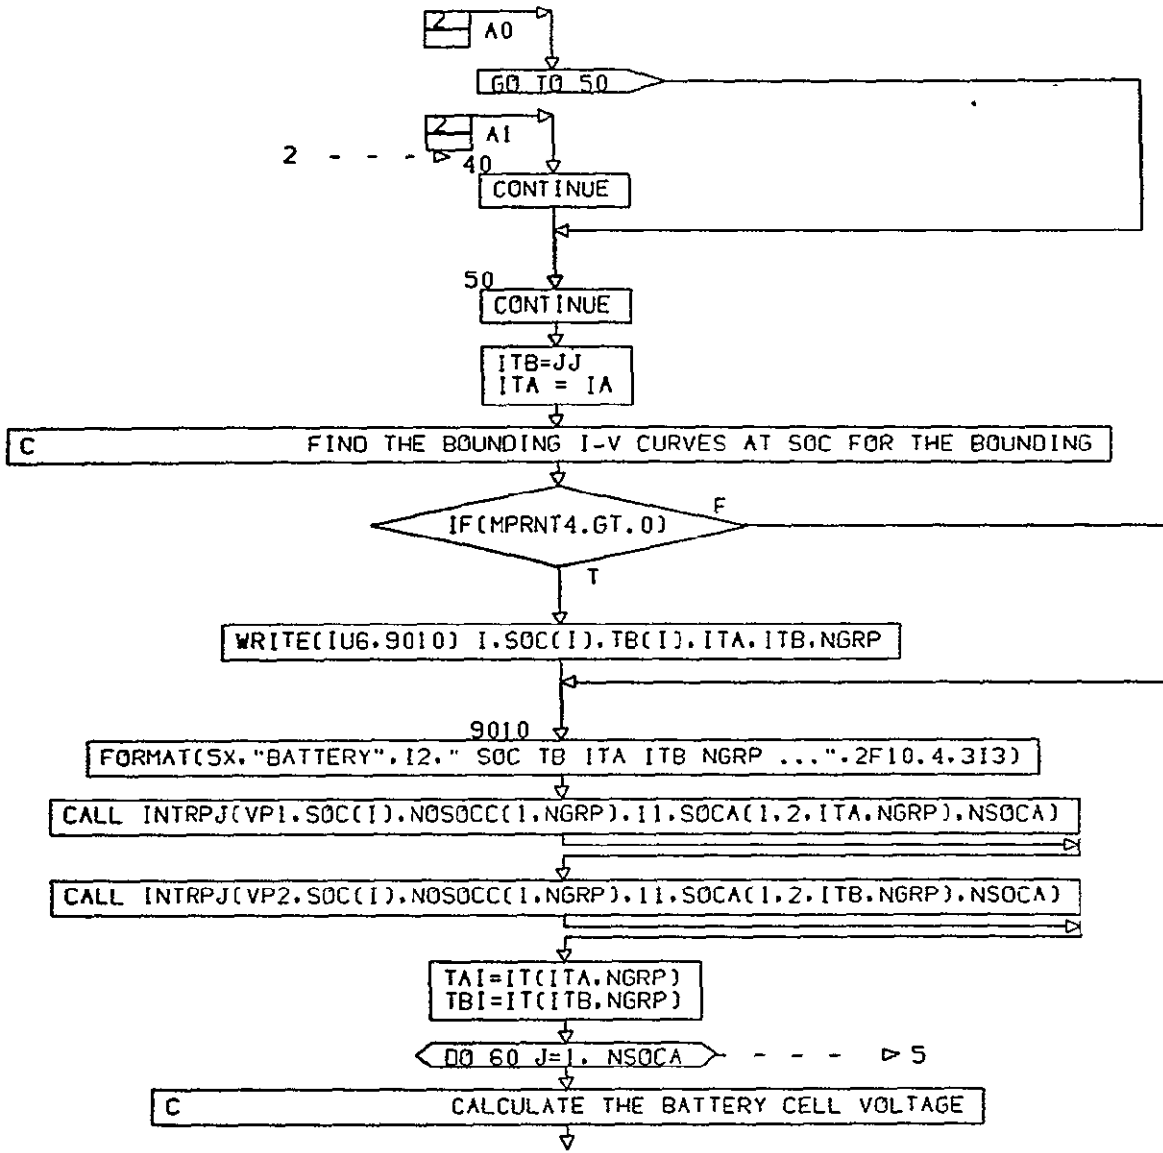 2
A0
GO TO 50
2
A1
2 - - - 40
CONTINUE
50
CONTINUE
ITB=JJ
ITA = IA
C FIND THE BOUNDING I-V CURVES AT SOC FOR THE BOUNDING
IF(MPRNT4.GT.0) F
T
WRITE(IU6,9010) I,SOC(I),TB(I),ITA,ITB,NGRP
9010
FORMAT(5X,"BATTERY",I2," SOC TB ITA ITB NGRP ...",2F10.4,3I3)
CALL INTRPJ(VP1,SOC(I),NOSOCC(1,NGRP),11,SOCA(1,2,ITA,NGRP),NSOCA)
CALL INTRPJ(VP2,SOC(I),NOSOCC(1,NGRP),11,SOCA(1,2,ITB,NGRP),NSOCA)
TAI=IT(ITA,NGRP)
TBI=IT(ITB,NGRP)
DO 60 J=1, NSOCA - - - - 5
C CALCULATE THE BATTERY CELL VOLTAGE